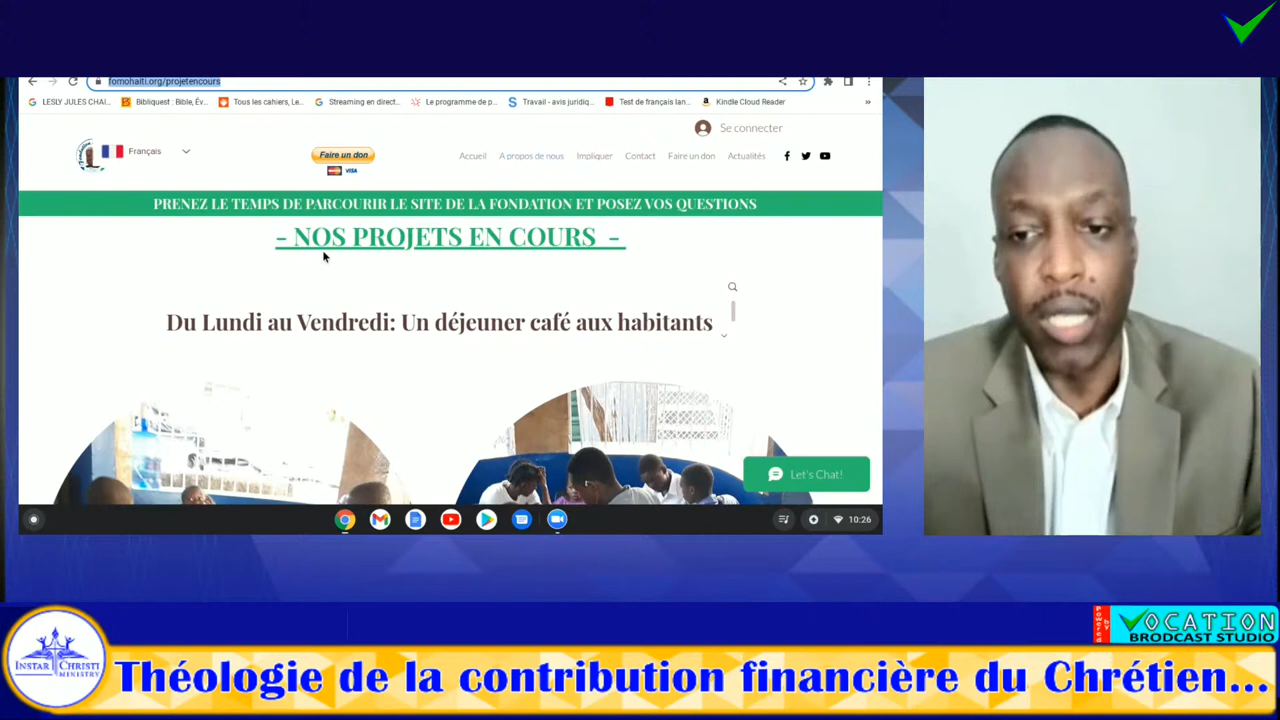 fomohaiti.org/projetencours
LESLY JULES CHAI...
Bibliquest : Bible, Év...
Tous les cahiers, Le...
Streaming en direct...
Le programme de p...
Travail - avis juridiq...
Test de français lan...
Kindle Cloud Reader
»
Se connecter
Français
Faire un don
VISA
Accueil
A propos de nous
Impliquer
Contact
Faire un don
Actualités
PRENEZ LE TEMPS DE PARCOURIR LE SITE DE LA FONDATION ET POSEZ VOS QUESTIONS
- NOS PROJETS EN COURS -
Du Lundi au Vendredi: Un déjeuner café aux habitants
Let's Chat!
10:26
Powered by
VOCATION
BRODCAST STUDIO
INSTAR CHRISTI
MINISTRY
Théologie de la contribution financière du Chrétien...